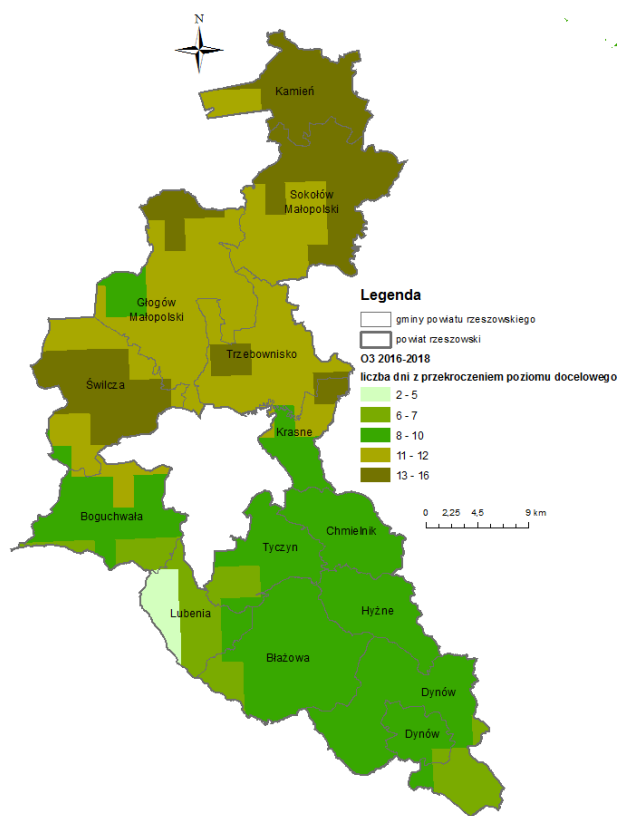 N
Kamień
Sokołów
Małopolski
Głogów
Małopolski
Trzebownisko
Świlcza
Krasne
Boguchwała
Chmielnik
Tyczyn
Lubenia
Hyżne
Błażowa
Dynów
Dynów
Legenda
gminy powiatu rzeszowskiego
powiat rzeszowski
O3 2016-2018
liczba dni z przekroczeniem poziomu docelowego
2 - 5
6 - 7
8 - 10
11 - 12
13 - 16
0 2,25 4,5 9 km